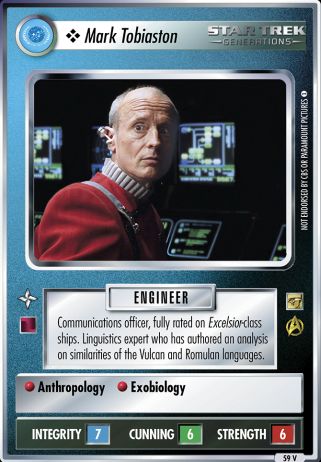 ❖ Mark Tobiaston
STAR TREK
GENERATIONS
NOT ENDORSED BY CBS OR PARAMOUNT PICTURES
ENGINEER
Communications officer, fully rated on Excelsior-class
ships. Linguistics expert who has authored an analysis
on similarities of the Vulcan and Romulan languages.
Anthropology Exobiology
INTEGRITY 7 CUNNING 6 STRENGTH 6
59 V